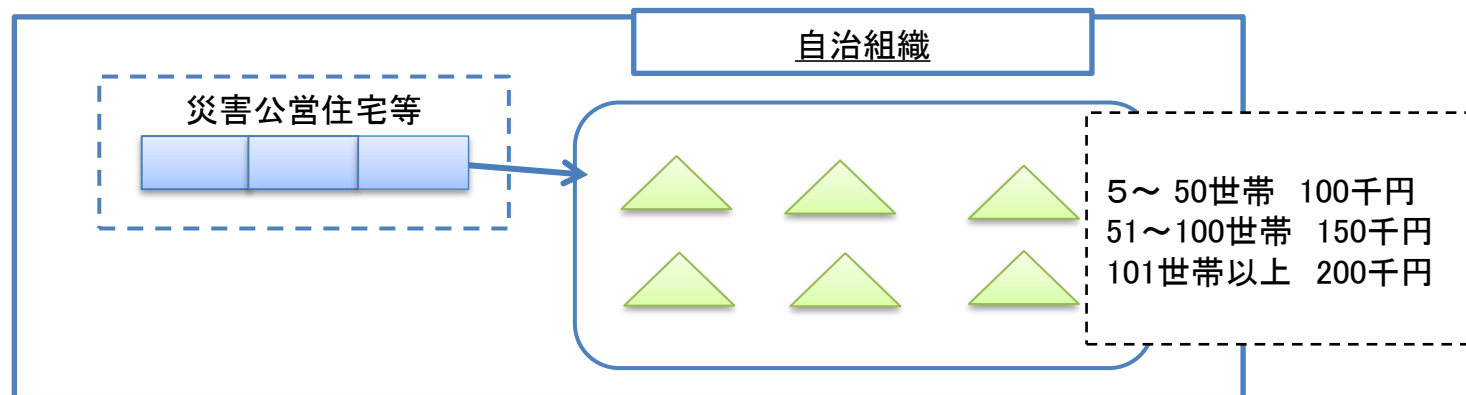 自治組織
災害公営住宅等
５～ 50世帯 100千円
51～100世帯 150千円
101世帯以上 200千円